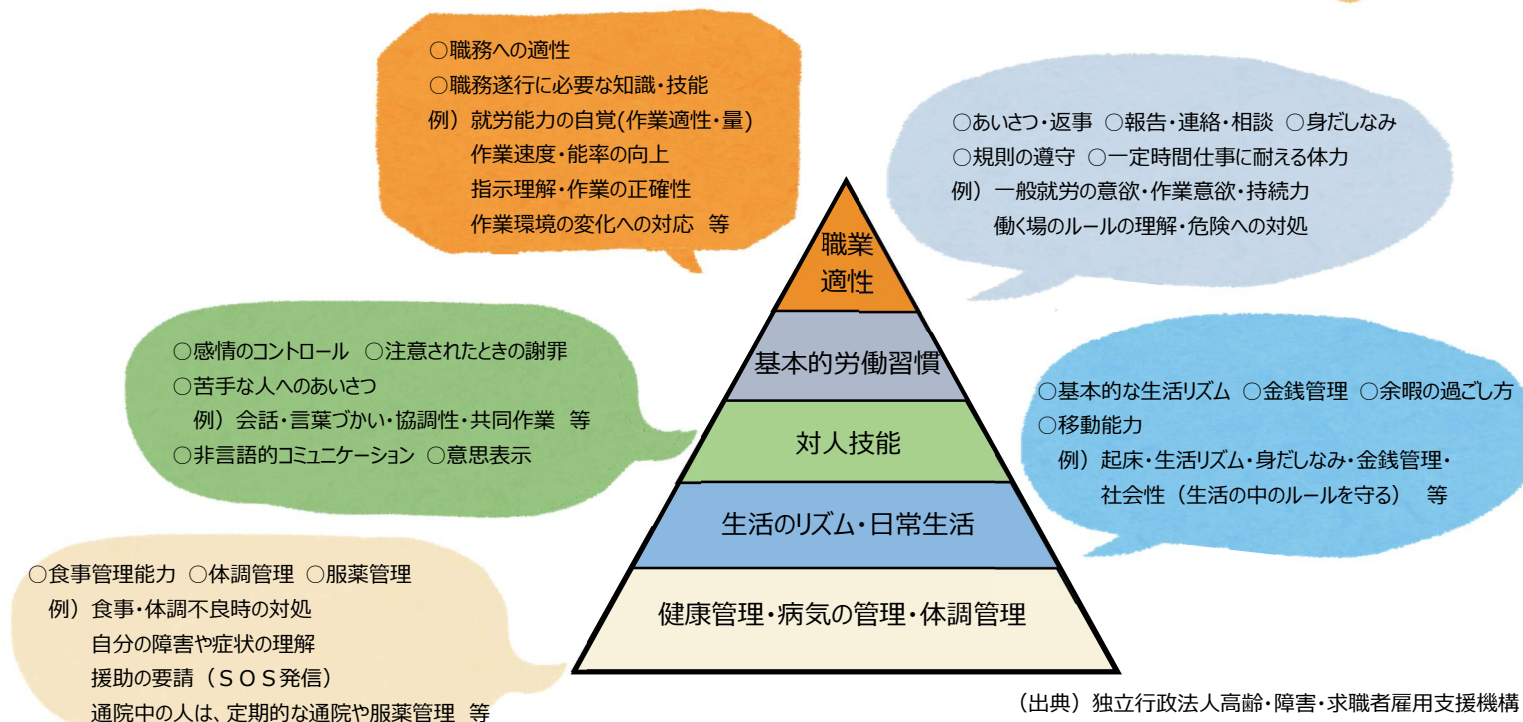 ○職務への適性
○職務遂行に必要な知識・技能
例）就労能力の自覚(作業適性・量)
作業速度・能率の向上
指示理解・作業の正確性
作業環境の変化への対応 等
○あいさつ・返事 ○報告・連絡・相談 ○身だしなみ
○規則の遵守 ○一定時間仕事に耐える体力
例）一般就労の意欲・作業意欲・持続力
働く場のルールの理解・危険への対処
職業
適性
基本的労働習慣
対人技能
生活のリズム・日常生活
健康管理・病気の管理・体調管理
○感情のコントロール ○注意されたときの謝罪
○苦手な人へのあいさつ
例）会話・言葉づかい・協調性・共同作業 等
○非言語的コミュニケーション ○意思表示
○基本的な生活リズム ○金銭管理 ○余暇の過ごし方
○移動能力
例）起床・生活リズム・身だしなみ・金銭管理・
社会性（生活の中のルールを守る） 等
○食事管理能力 ○体調管理 ○服薬管理
例）食事・体調不良時の対処
自分の障害や症状の理解
援助の要請（ＳＯＳ発信）
通院中の人は、定期的な通院や服薬管理 等
（出典）独立行政法人高齢・障害・求職者雇用支援機構